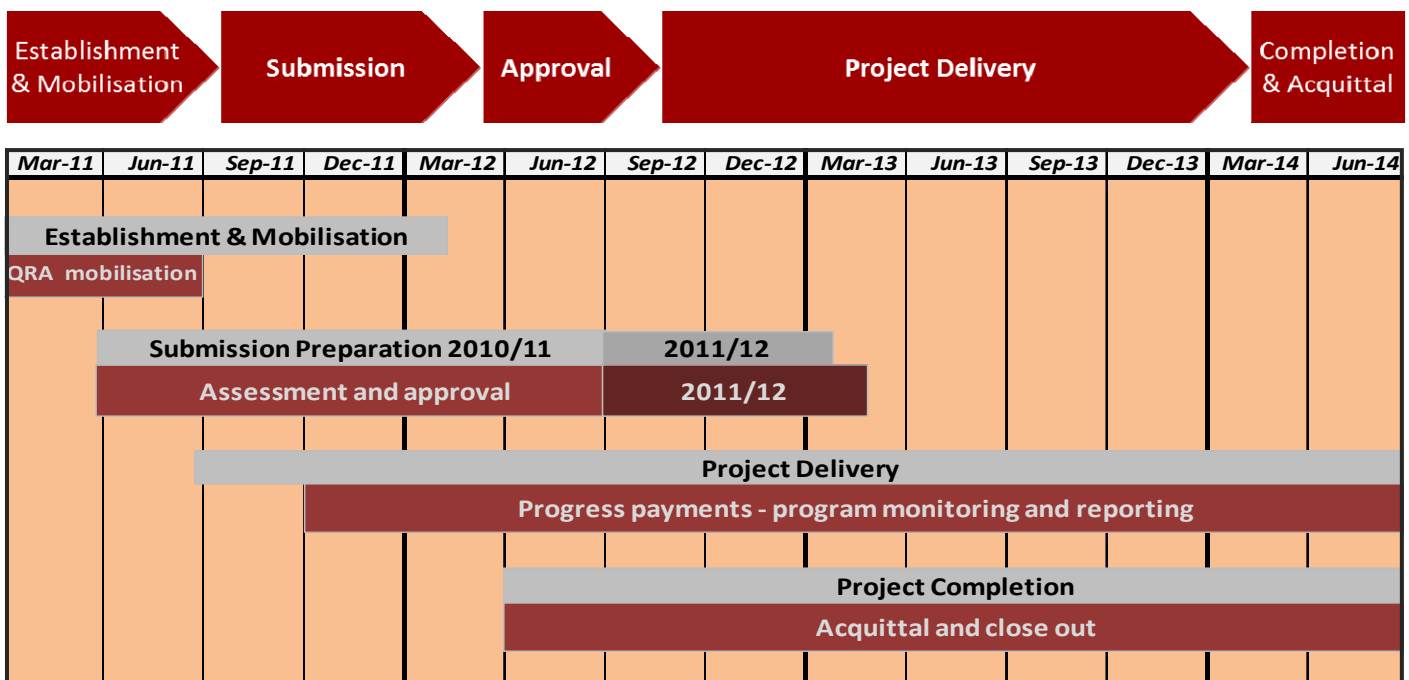 Establishment
& Mobilisation
Submission
Approval
Project Delivery
Completion
& Acquittal
Mar-11 Jun-11 Sep-11 Dec-11 Mar-12 Jun-12 Sep-12 Dec-12 Mar-13 Jun-13 Sep-13 Dec-13 Mar-14 Jun-14
Establishment & Mobilisation
QRA mobilisation
Submission Preparation 2010/11 2011/12
Assessment and approval 2011/12
Project Delivery
Progress payments - program monitoring and reporting
Project Completion
Acquittal and close out